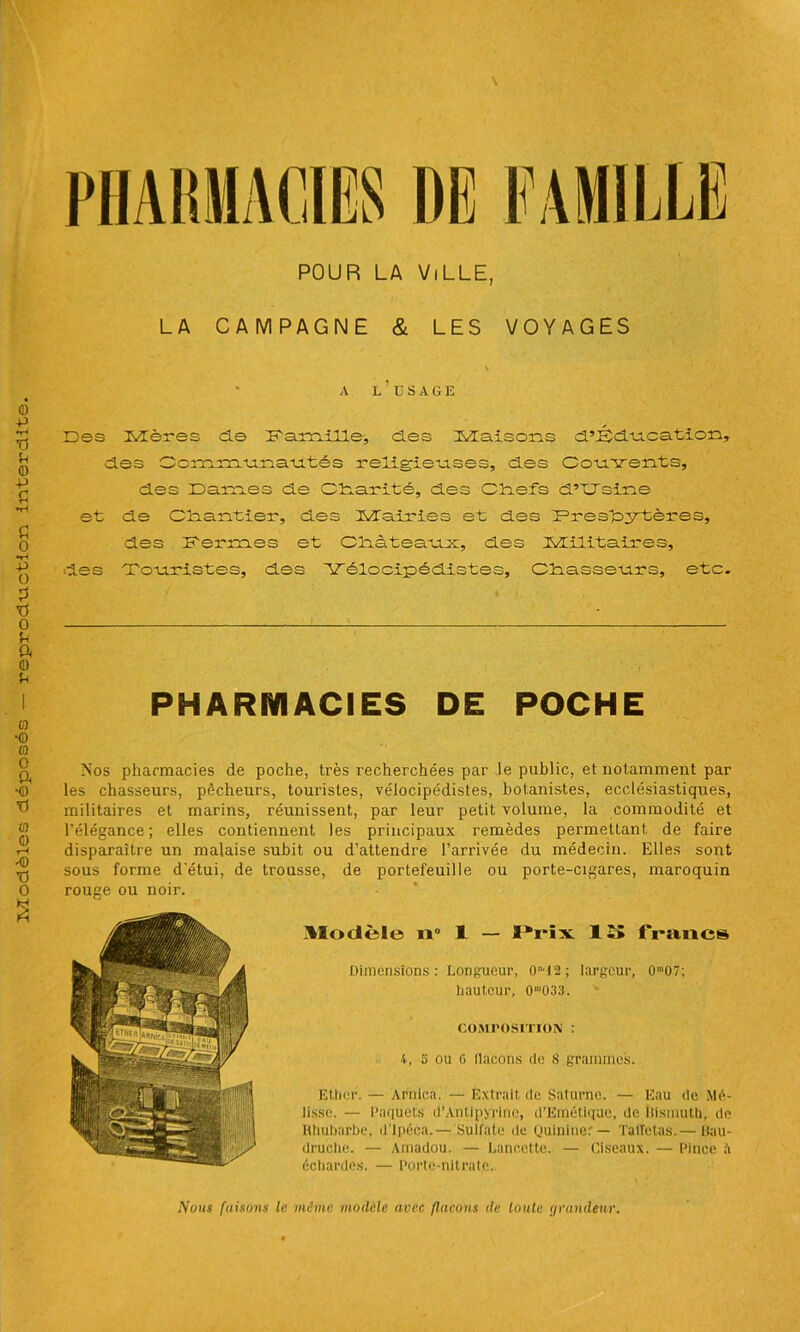 PHARMACIES DE FAMILLE
POUR LA ViLLE,
LA CAMPAGNE & LES VOYAGES
A L'USAGE
Des Mères de Famille, des Maisons d'Éducation,
des Communautés religieuses, des Couvents,
des Dames de Charité, des Chefs d'Usine
et de Chantier, des Mairies et des Presbytères,
des Fermes et Châteaux, des Militaires,
des Touristes, des Vélocipédistes, Chasseurs, etc.
Modèles déposés — reproduction interdite.
PHARMACIES DE POCHE
Nos pharmacies de poche, très recherchées par le public, et notamment par
les chasseurs, pêcheurs, touristes, vélocipédistes, botanistes, ecclésiastiques,
militaires et marins, réunissent, par leur petit volume, la commodité et
l'élégance; elles contiennent les principaux remèdes permettant de faire
disparaître un malaise subit ou d'attendre l'arrivée du médecin. Elles sont
sous forme d'étui, de trousse, de portefeuille ou porte-cigares, maroquin
rouge ou noir.
Modèle n° 1 — Prix 15 francs
Dimensions : Longueur, 0m12 ; largeur, 0m07;
hauteur, 0m033.
COMPOSITION :
4, 5 ou 6 flacons de 8 grammes.
Ether. — Arnica. — Extrait de Saturne. — Eau de Mé-
lisse. — Paquets d'Antipyrine, d'Emétique, de Bismuth, de
Rhubarbe, d'Ipéca. — Sulfate de Quinine. — Taffetas. — Bau-
druche. — Amadou. — Lancette. — Ciseaux. — Pince à
échardes. — Porte-nitrate.
ETHER ARNICA
Nous faisons le même modèle avec flacons de toute grandeur.